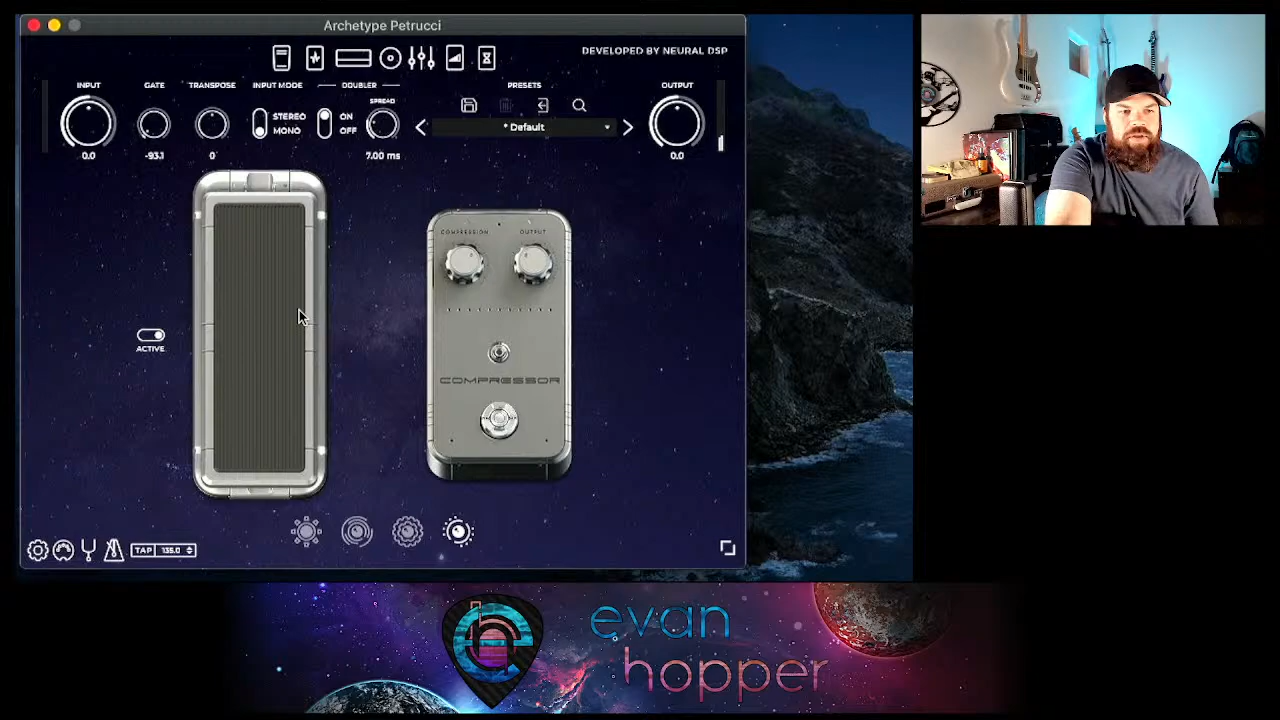 Archetype Petrucci
DEVELOPED BY NEURAL DSP
INPUT GATE TRANSPOSE INPUT MODE DOUBLER PRESETS OUTPUT
SPREAD
STEREO ON
MONO OFF
* Default
0.0 -93.1 0 7.00 ms 0.0
COMPRESSION OUTPUT
ACTIVE
COMPRESSOR
TAP 135.0
evan
hopper